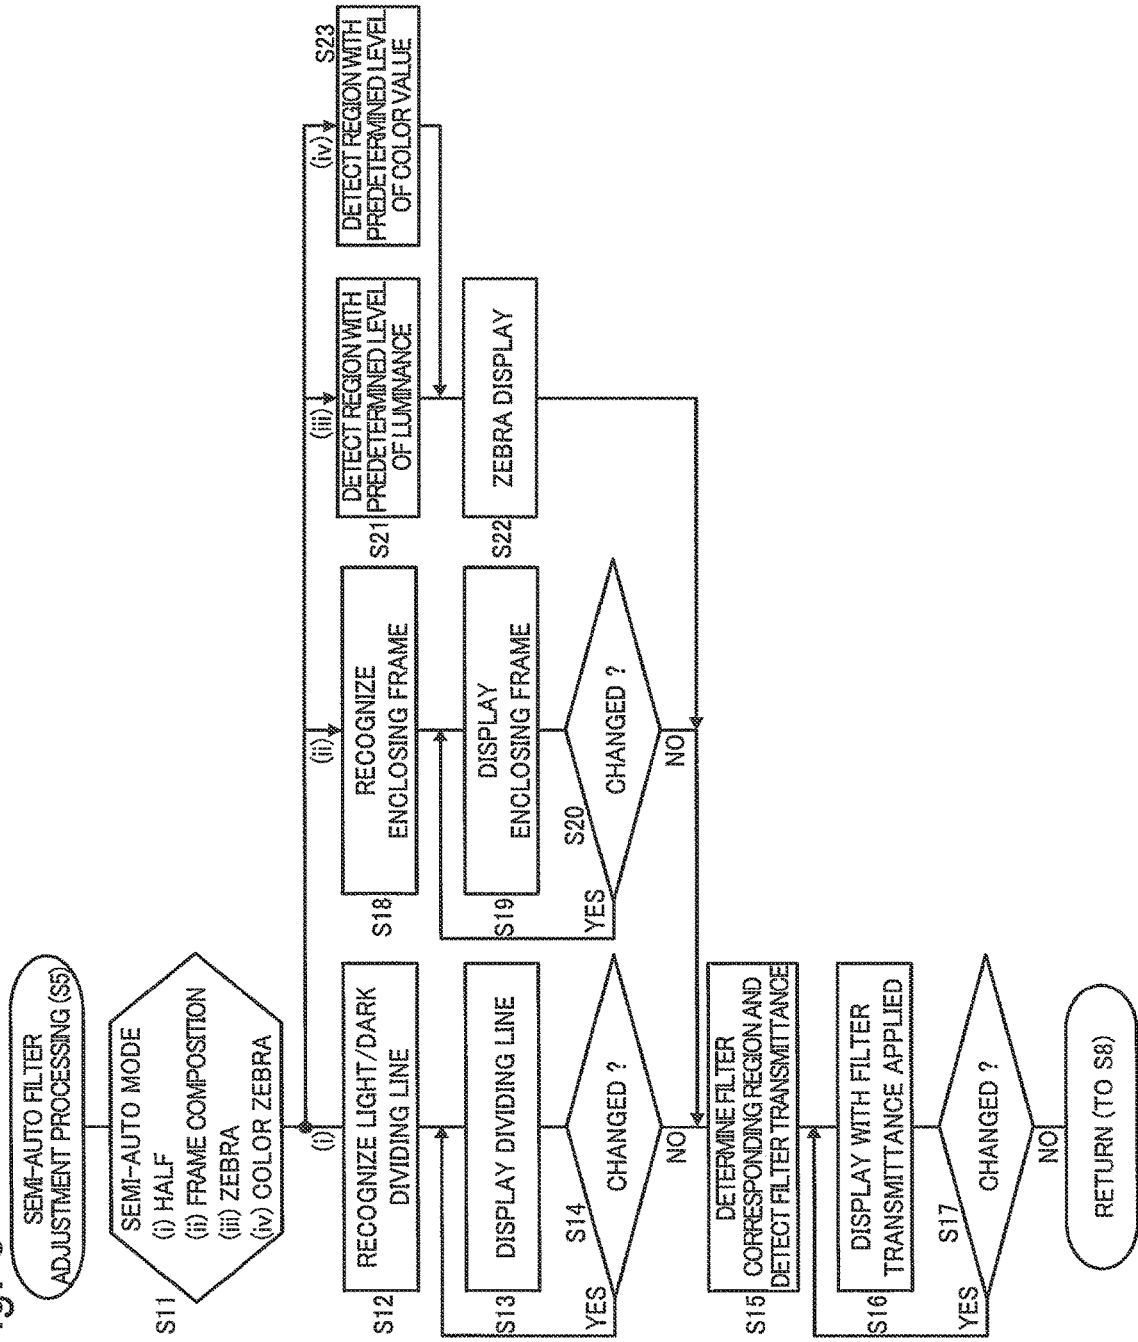 SEMI-AUTO FILTER
ADJUSTMENT PROCESSING (S5)
S11
SEMI-AUTO MODE
(i) HALF
(ii) FRAME COMPOSITION
(iii) ZEBRA
(iv) COLOR ZEBRA
(i)
S12
RECOGNIZE LIGHT/DARK
DIVIDING LINE
S13
DISPLAY DIVIDING LINE
S14
CHANGED ?
YES
NO
S15
DETERMINE FILTER
CORRESPONDING REGION AND
DETECT FILTER TRANSMITTANCE
S16
DISPLAY WITH FILTER
TRANSMITTANCE APPLIED
S17
CHANGED ?
YES
NO
RETURN (TO S8)
(ii)
S18
RECOGNIZE
ENCLOSING FRAME
S19
DISPLAY
ENCLOSING FRAME
S20
CHANGED ?
YES
NO
(iii)
S21
DETECT REGION WITH
PREDETERMINED LEVEL
OF LUMINANCE
S22
ZEBRA DISPLAY
(iv)
S23
DETECT REGION WITH
PREDETERMINED LEVEL
OF COLOR VALUE